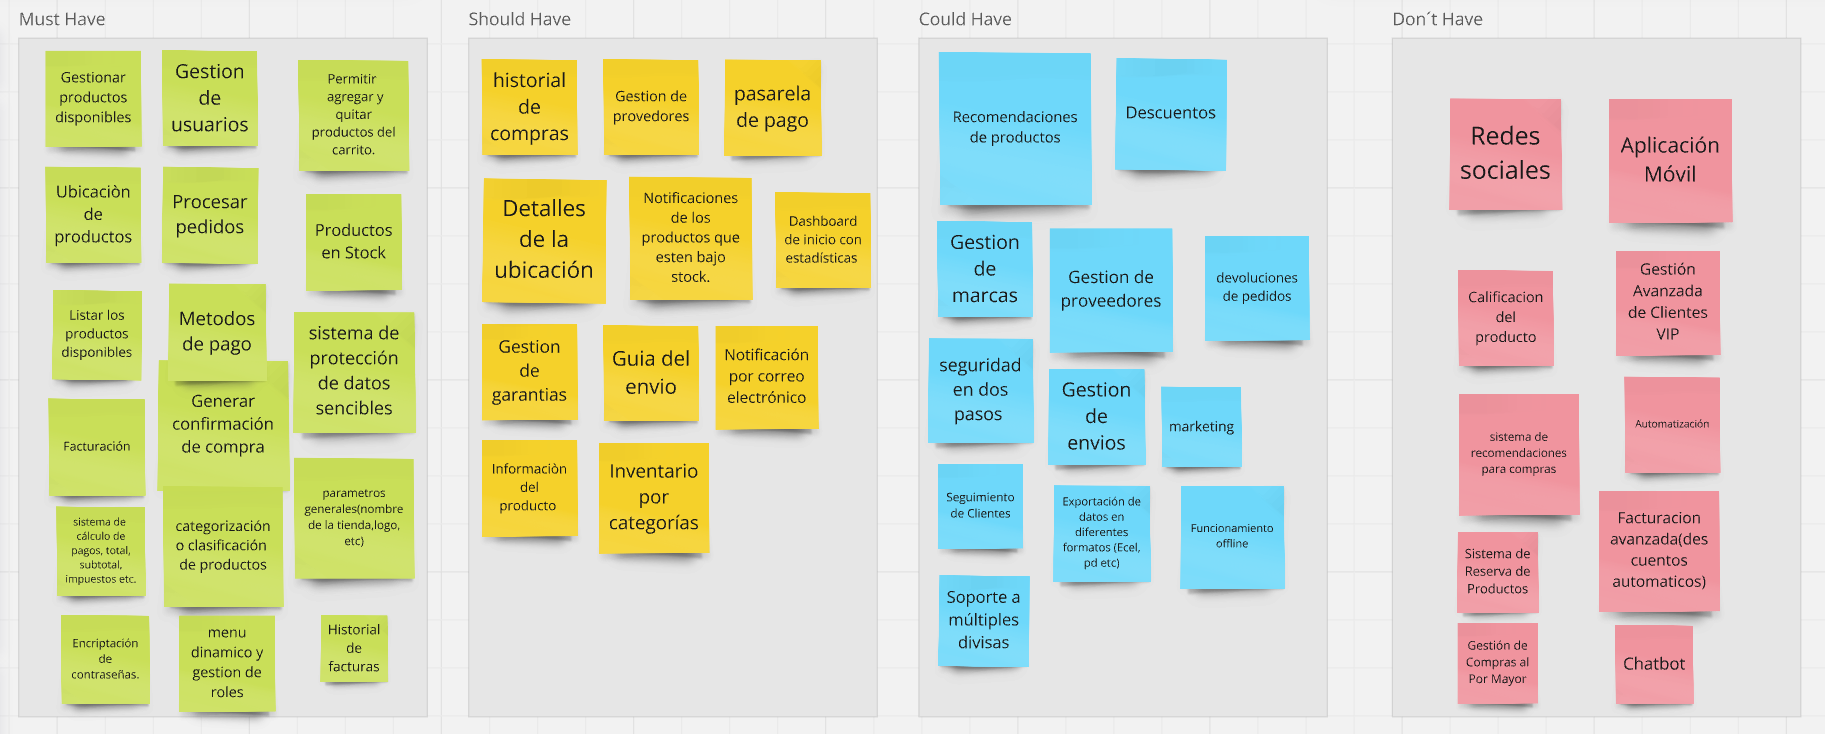 Must Have
Gestionar
productos
disponibles
Gestion
de
usuarios
Permitir
agregar y
quitar
productos del
carrito.
Ubicaciòn
de
productos
Procesar
pedidos
Productos
en Stock
Listar los
productos
disponibles
Metodos
de pago
sistema de
protección
de datos
sencibles
Facturación
Generar
confirmación
de compra
sistema de
cálculo de
pagos, total,
subtotal,
impuestos etc.
categorización
o clasificación
de productos
parametros
generales(nombre
de la tienda,logo,
etc)
Encriptación
de
contraseñas.
menu
dinamico y
gestion de
roles
Historial
de
facturas
Should Have
historial
de
compras
Gestion de
provedores
pasarela
de pago
Detalles
de la
ubicación
Notificaciones
de los
productos que
esten bajo
stock.
Dashboard
de inicio con
estadísticas
Gestion
de
garantias
Guia del
envio
Notificación
por correo
electrónico
Informaciòn
del
producto
Inventario
por
categorías
Could Have
Recomendaciones
de productos
Descuentos
Gestion
de
marcas
Gestion de
proveedores
devoluciones
de pedidos
seguridad
en dos
pasos
Gestion
de
envios
marketing
Seguimiento
de Clientes
Exportación de
datos en
diferentes
formatos (Ecel,
pd etc)
Funcionamiento
offline
Soporte a
múltiples
divisas
Don´t Have
Redes
sociales
Aplicación
Móvil
Calificacion
del
producto
Gestión
Avanzada
de Clientes
VIP
sistema de
recomendaciones
para compras
Automatización
Sistema de
Reserva de
Productos
Facturacion
avanzada(des
cuentos
automaticos)
Gestión de
Compras al
Por Mayor
Chatbot